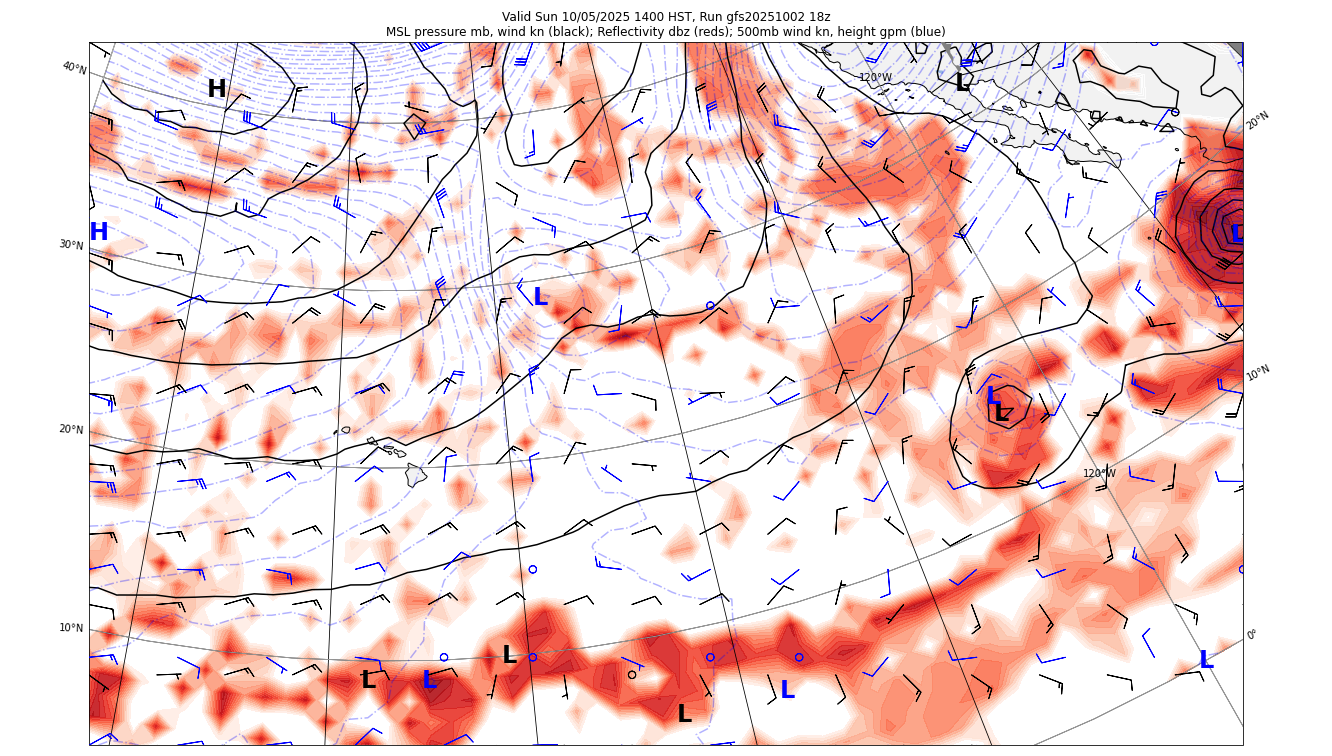 Valid Sun 10/05/2025 1400 HST, Run gfs20251002 18z
MSL pressure mb, wind kn (black); Reflectivity dbz (reds); 500mb wind kn, height gpm (blue)
40°N
H
120°W
L
20°N
H
30°N
L
L
10°N
L
L
20°N
120°W
10°N
0°
L
L
L
L
L
L